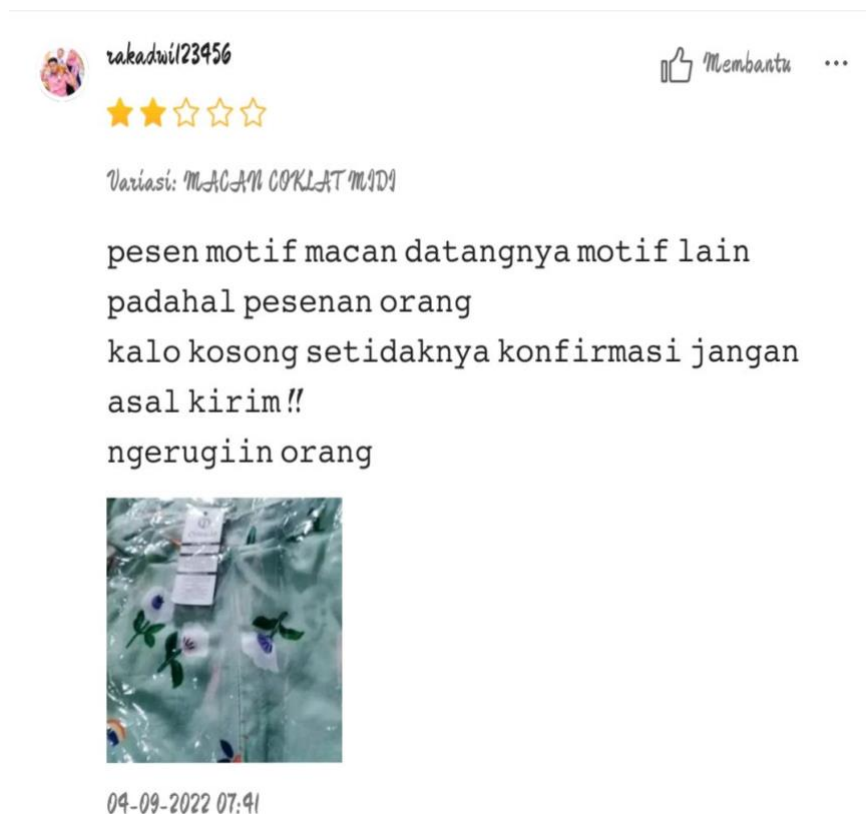 rakadwi123456
Membantu
Variasi: MACAN COKLAT MIDI
pesen motif macan datangnya motif lain
padahal pesenan orang
kalo kosong setidaknya konfirmasi jangan
asal kirim!!
ngerugiin orang
04-09-2022 07:41